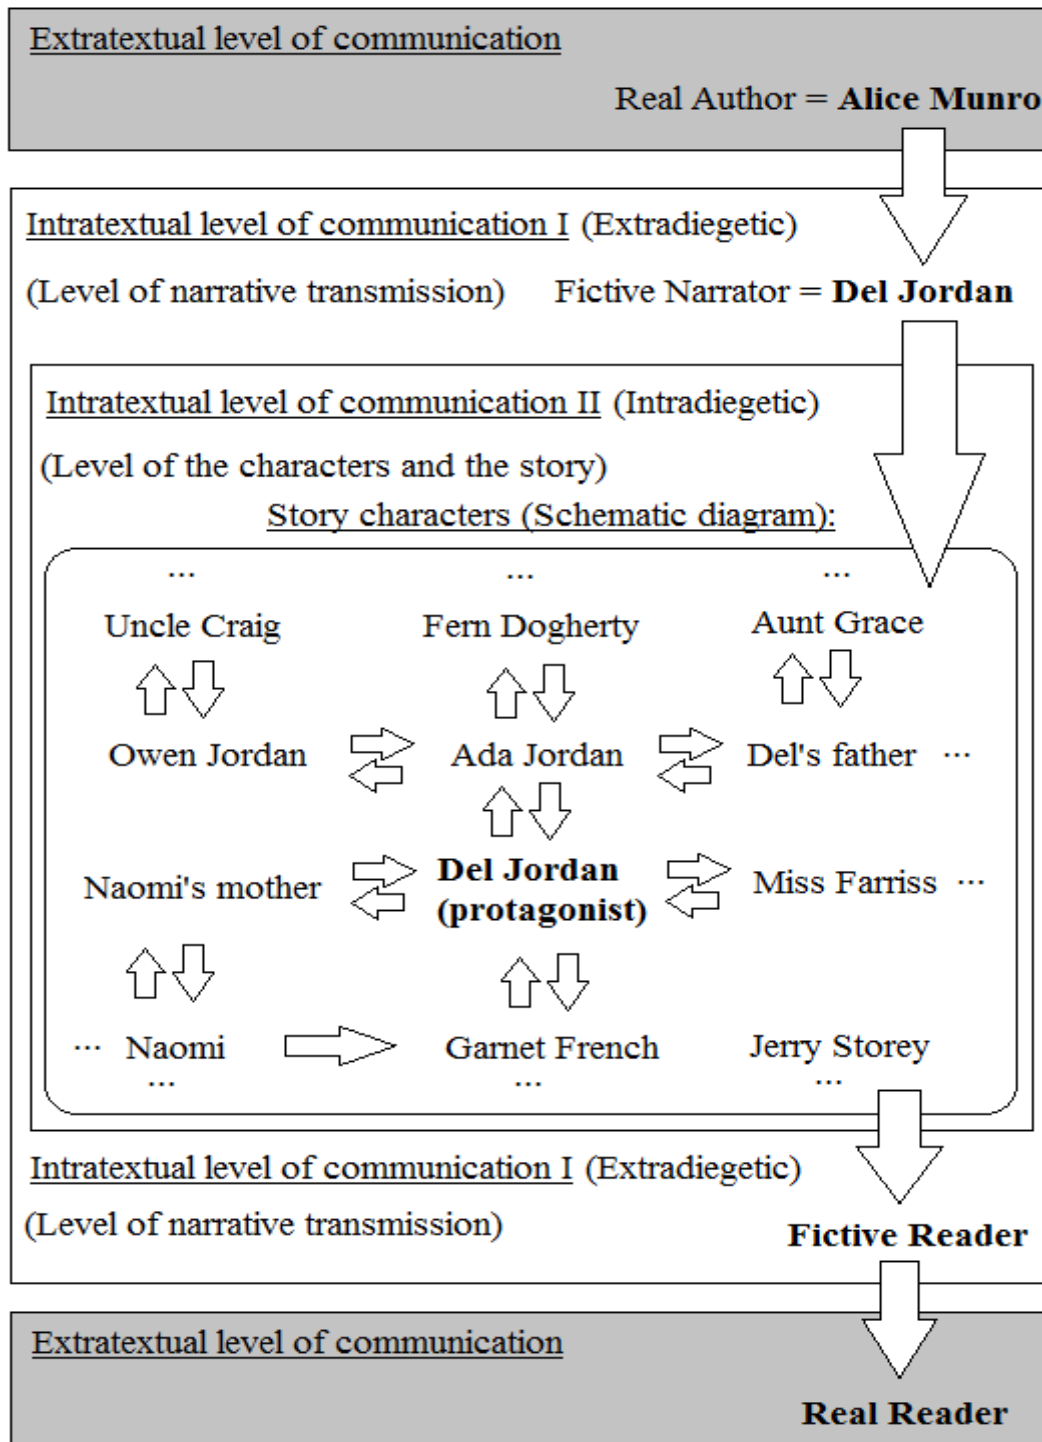 Extratextual level of communication
Real Author = Alice Munro
Intratextual level of communication I (Extradiegetic)
(Level of narrative transmission) Fictive Narrator = Del Jordan
Intratextual level of communication II (Intradiegetic)
(Level of the characters and the story)
Story characters (Schematic diagram):
... ... ...
Uncle Craig Fern Dogherty Aunt Grace
Owen Jordan Ada Jordan Del's father ...
Naomi's mother Del Jordan (protagonist) Miss Farriss ...
... Naomi Garnet French Jerry Storey
... ... ...
Intratextual level of communication I (Extradiegetic)
(Level of narrative transmission)
Fictive Reader
Extratextual level of communication
Real Reader